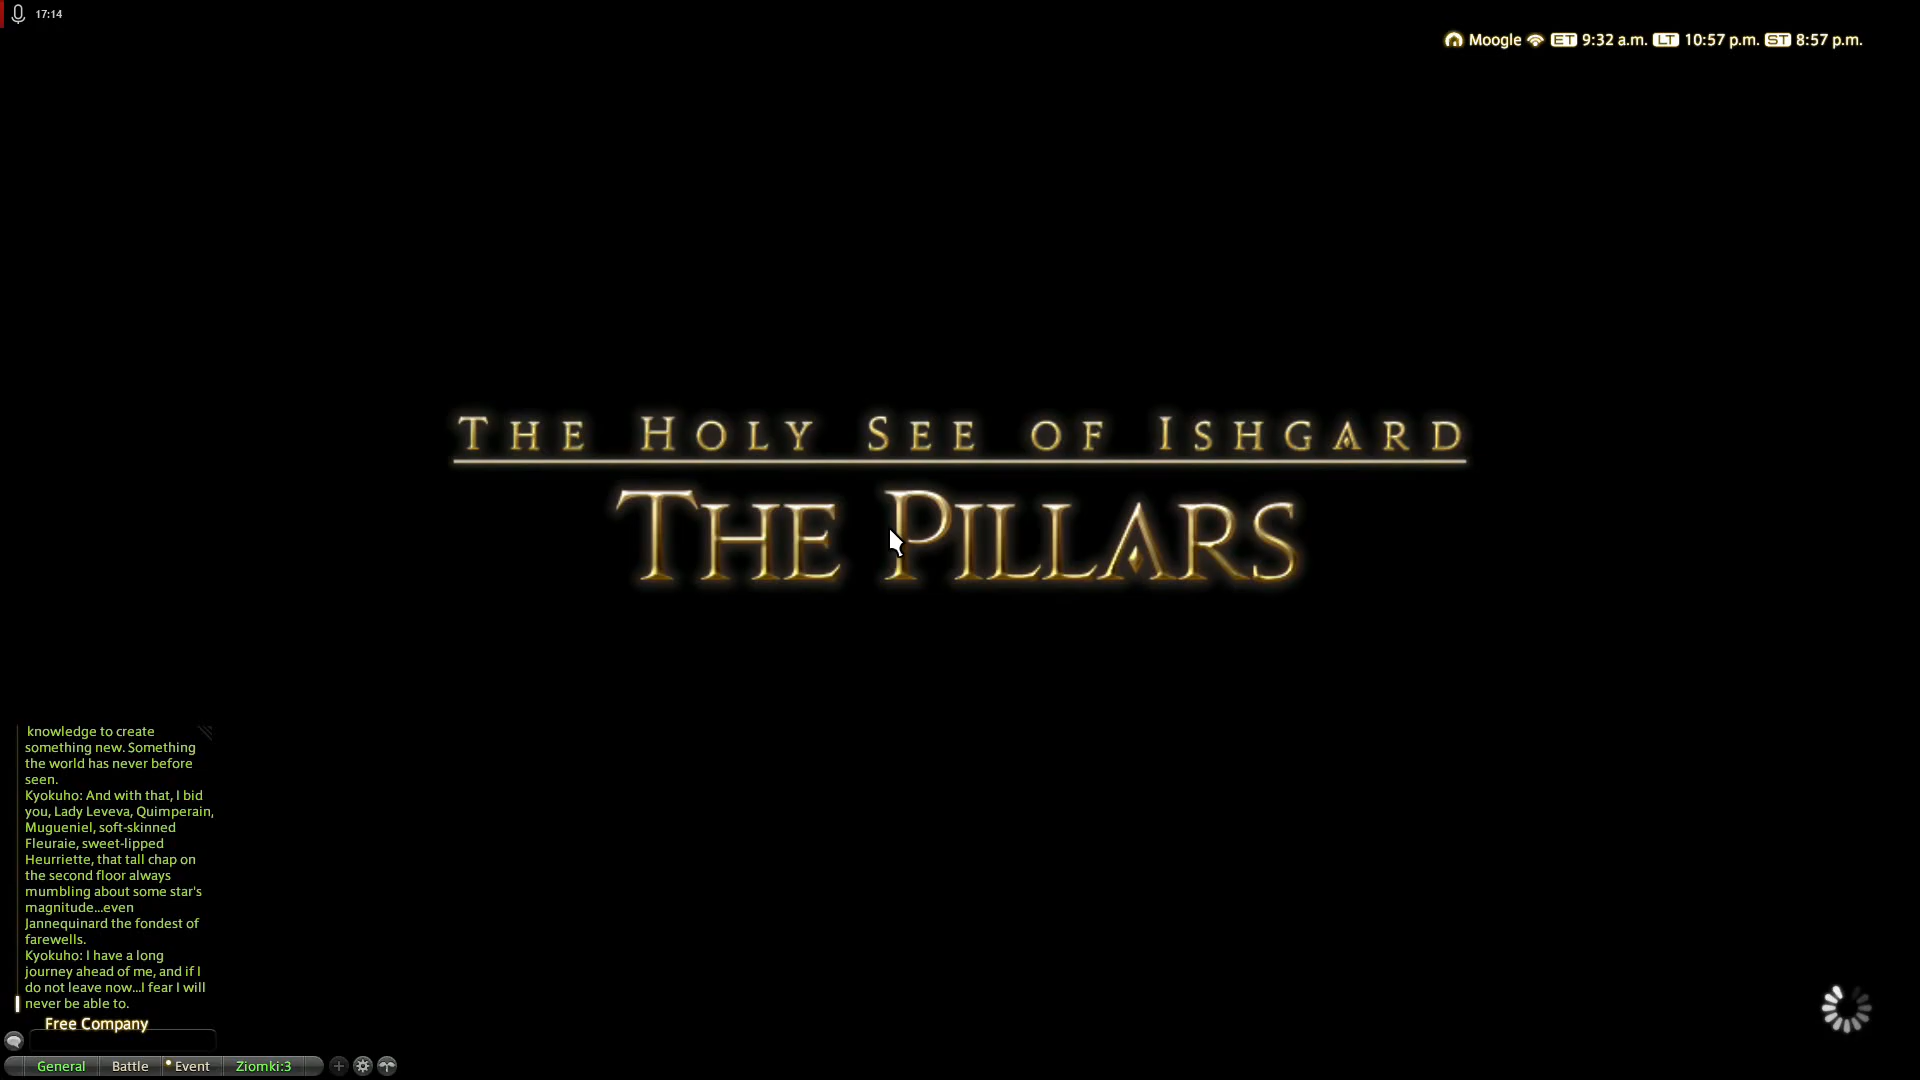 17:14
Moogle ET 9:32 a.m. LT 10:57 p.m. ST 8:57 p.m.
THE HOLY SEE OF ISHGARD
THE PILLARS
knowledge to create
something new. Something
the world has never before
seen.
Kyokuho: And with that, I bid
you, Lady Leveva, Quimperain,
Mugueniel, soft-skinned
Fleuraie, sweet-lipped
Heurriette, that tall chap on
the second floor always
mumbling about some star's
magnitude...even
Jannequinard the fondest of
farewells.
Kyokuho: I have a long
journey ahead of me, and if I
do not leave now...I fear I will
never be able to.
Free Company
General Battle Event Ziomki:3